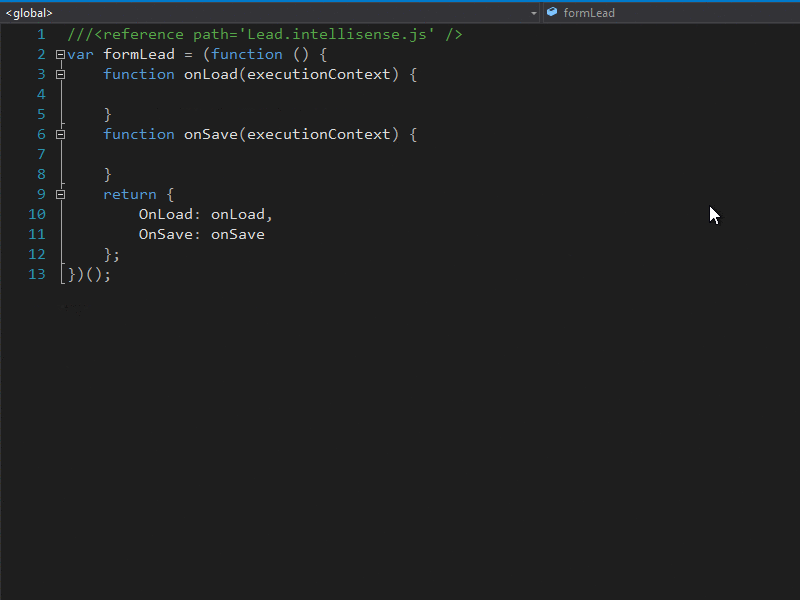 <global> formLead
1 ///<reference path='Lead.intellisense.js' />
2 var formLead = (function () {
3 function onLoad(executionContext) {
4
5 }
6 function onSave(executionContext) {
7
8 }
9 return {
10 OnLoad: onLoad,
11 OnSave: onSave
12 };
13 })();